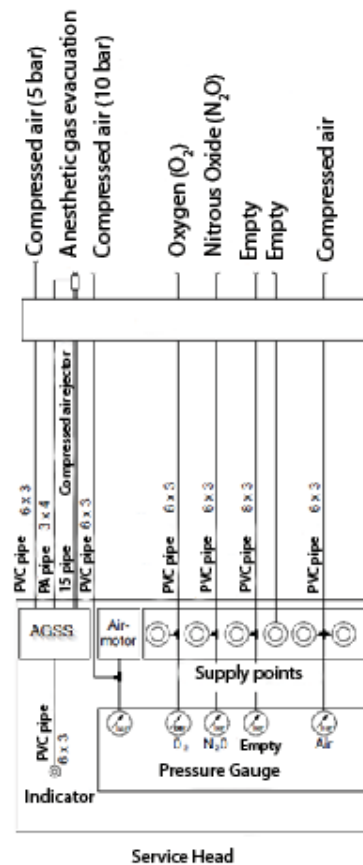 Compressed air (5 bar)
Anesthetic gas evacuation
Compressed air (10 bar)
Oxygen (O₂)
Nitrous Oxide (N₂O)
Empty
Empty
Compressed air
PVC pipe 6 x 3
PA pipe 3 x 4
15 pipe
Compressed air ejector
PVC pipe 6 x 3
PVC pipe 6 x 3
PVC pipe 6 x 3
PVC pipe 6 x 3
PVC pipe 6 x 3
AGSS
Air-
motor
Supply points
PVC pipe
6 x 3
O₂
N₂O
Empty
Air
Pressure Gauge
Indicator
Service Head